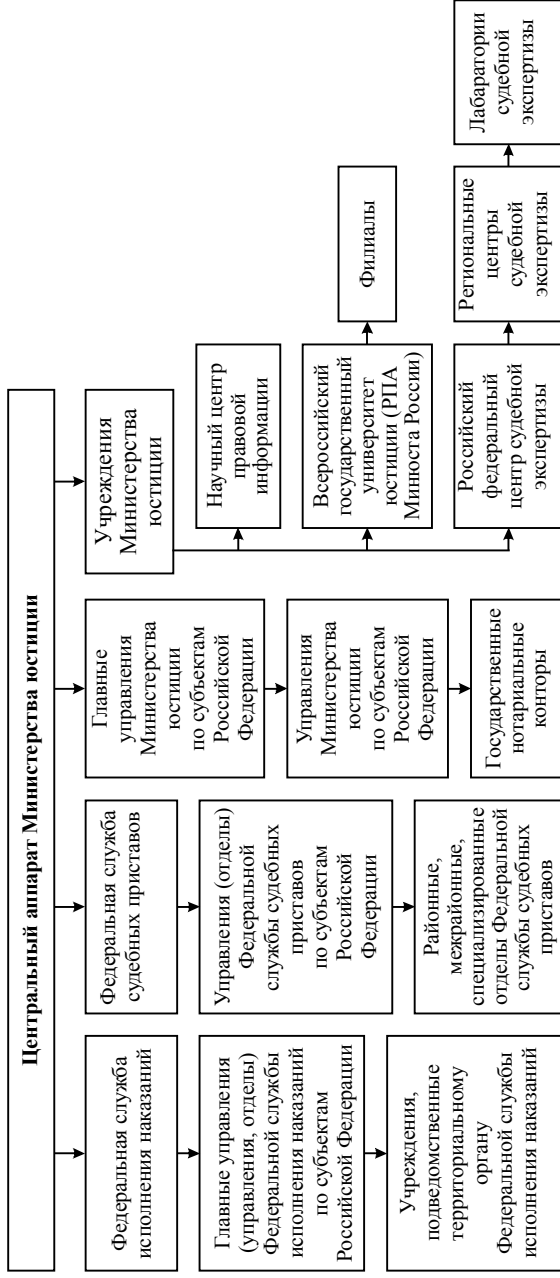 Центральный аппарат Министерства юстиции
Федеральная служба
исполнения наказаний
Главные управления
(управления, отделы)
Федеральной службы
исполнения наказаний
по субъектам
Российской Федерации
Учреждения,
подведомственные
территориальному
органу
Федеральной службы
исполнения наказаний
Федеральная служба
судебных приставов
Управления (отделы)
Федеральной
службы судебных
приставов
по субъектам
Российской
Федерации
Районные,
межрайонные,
специализированные
отделы Федеральной
службы судебных
приставов
Главные
управления
Министерства
юстиции
по субъектам
Российской
Федерации
Управления
Министерства
юстиции
по субъектам
Российской
Федерации
Государственные
нотариальные
конторы
Учреждения
Министерства
юстиции
Научный центр
правовой
информации
Всероссийский
государственный
университет
юстиции (РПА
Миноста России)
Филиалы
Российский
федеральный
центр судебной
экспертизы
Региональные
центры
судебной
экспертизы
Лабаратории
судебной
экспертизы